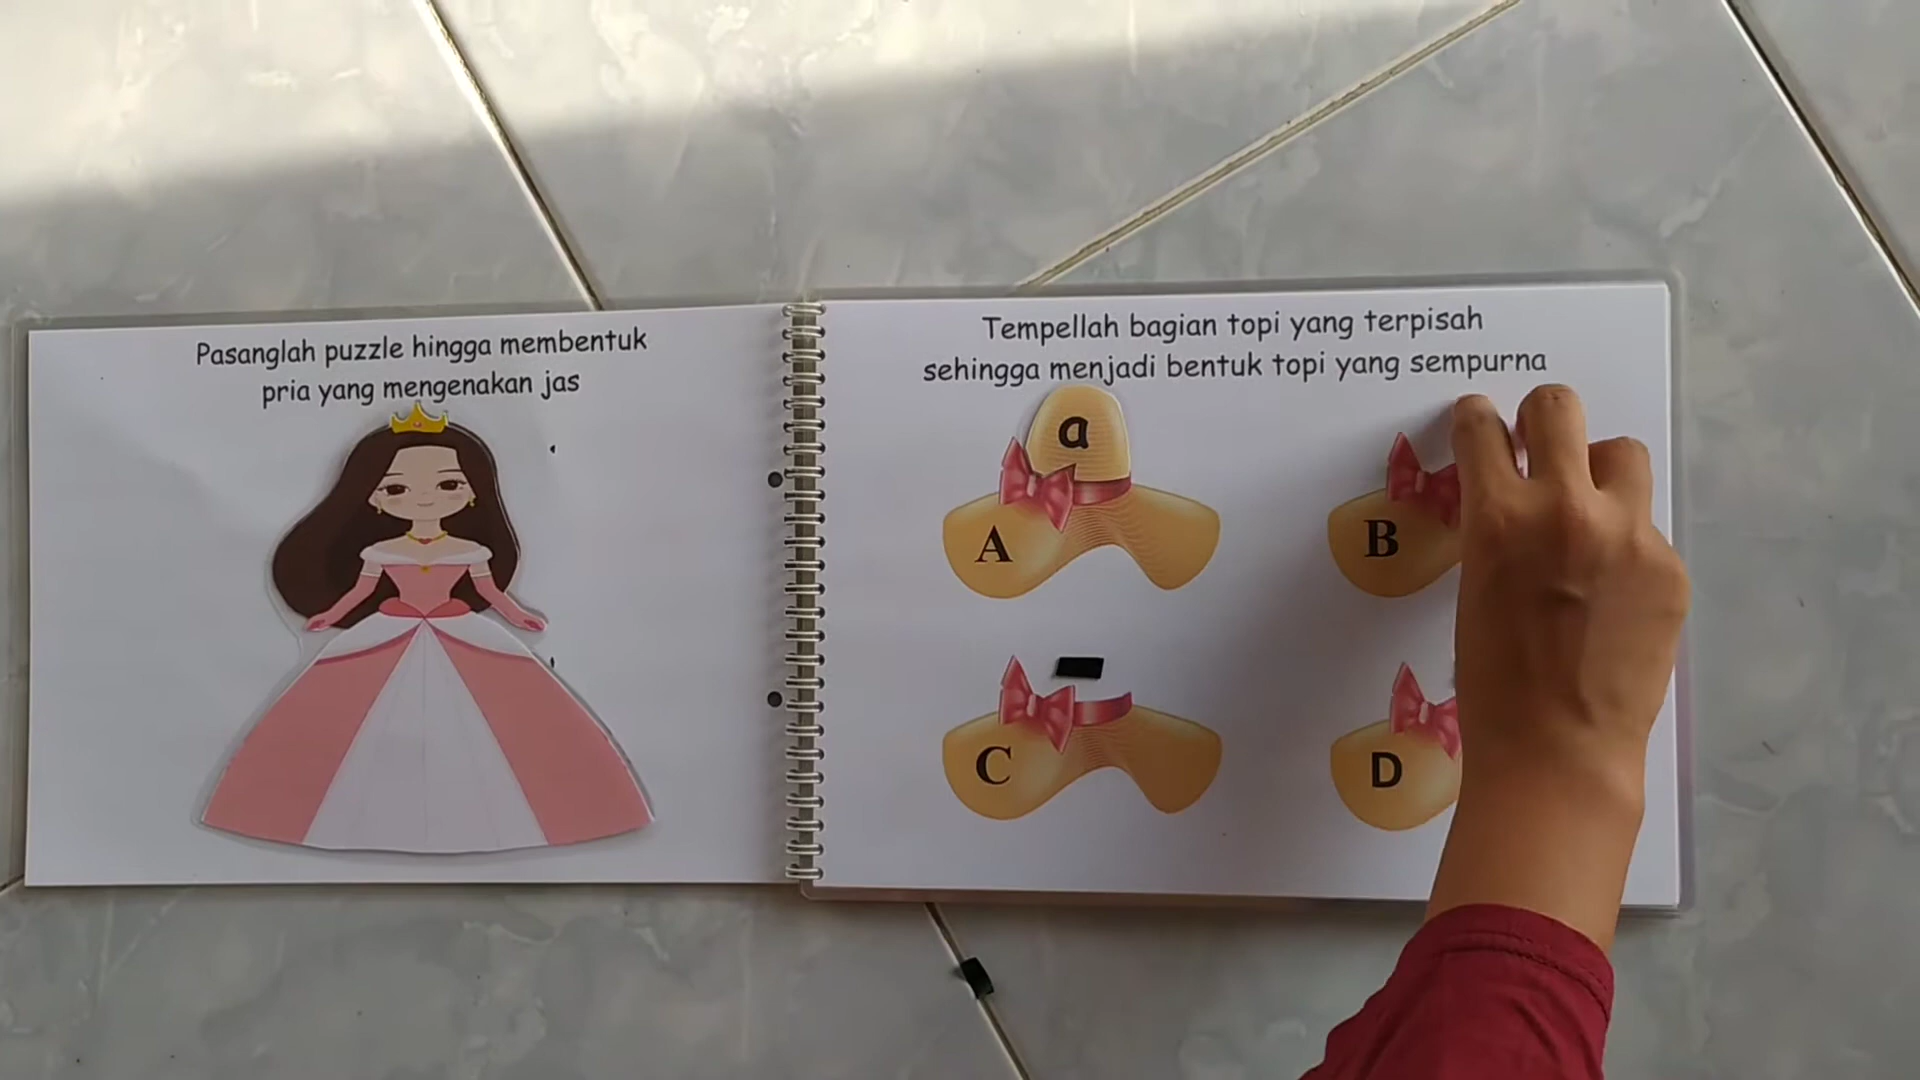 Pasanglah puzzle hingga membentuk
pria yang mengenakan jas
Tempellah bagian topi yang terpisah
sehingga menjadi bentuk topi yang sempurna
a
A
B
C
D